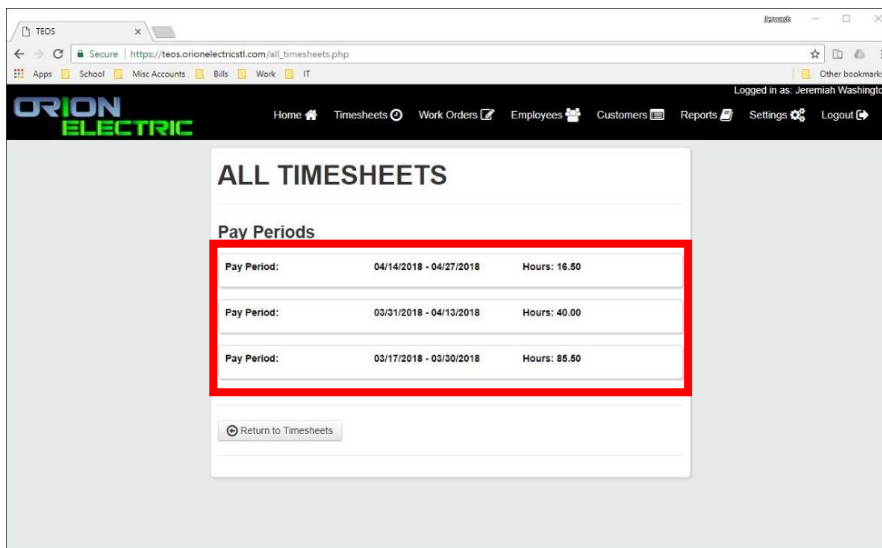 TEOS
Secure | https://teos.orionelectricstl.com/all_timesheets.php
Apps School Misc Accounts Bills Work IT Other bookmarks
Logged in as: Jeremiah Washingto
ORION
ELECTRIC
Home Timesheets Work Orders Employees Customers Reports Settings Logout
ALL TIMESHEETS
Pay Periods
Pay Period: 04/14/2018 - 04/27/2018 Hours: 16.50
Pay Period: 03/31/2018 - 04/13/2018 Hours: 40.00
Pay Period: 03/17/2018 - 03/30/2018 Hours: 85.50
Return to Timesheets